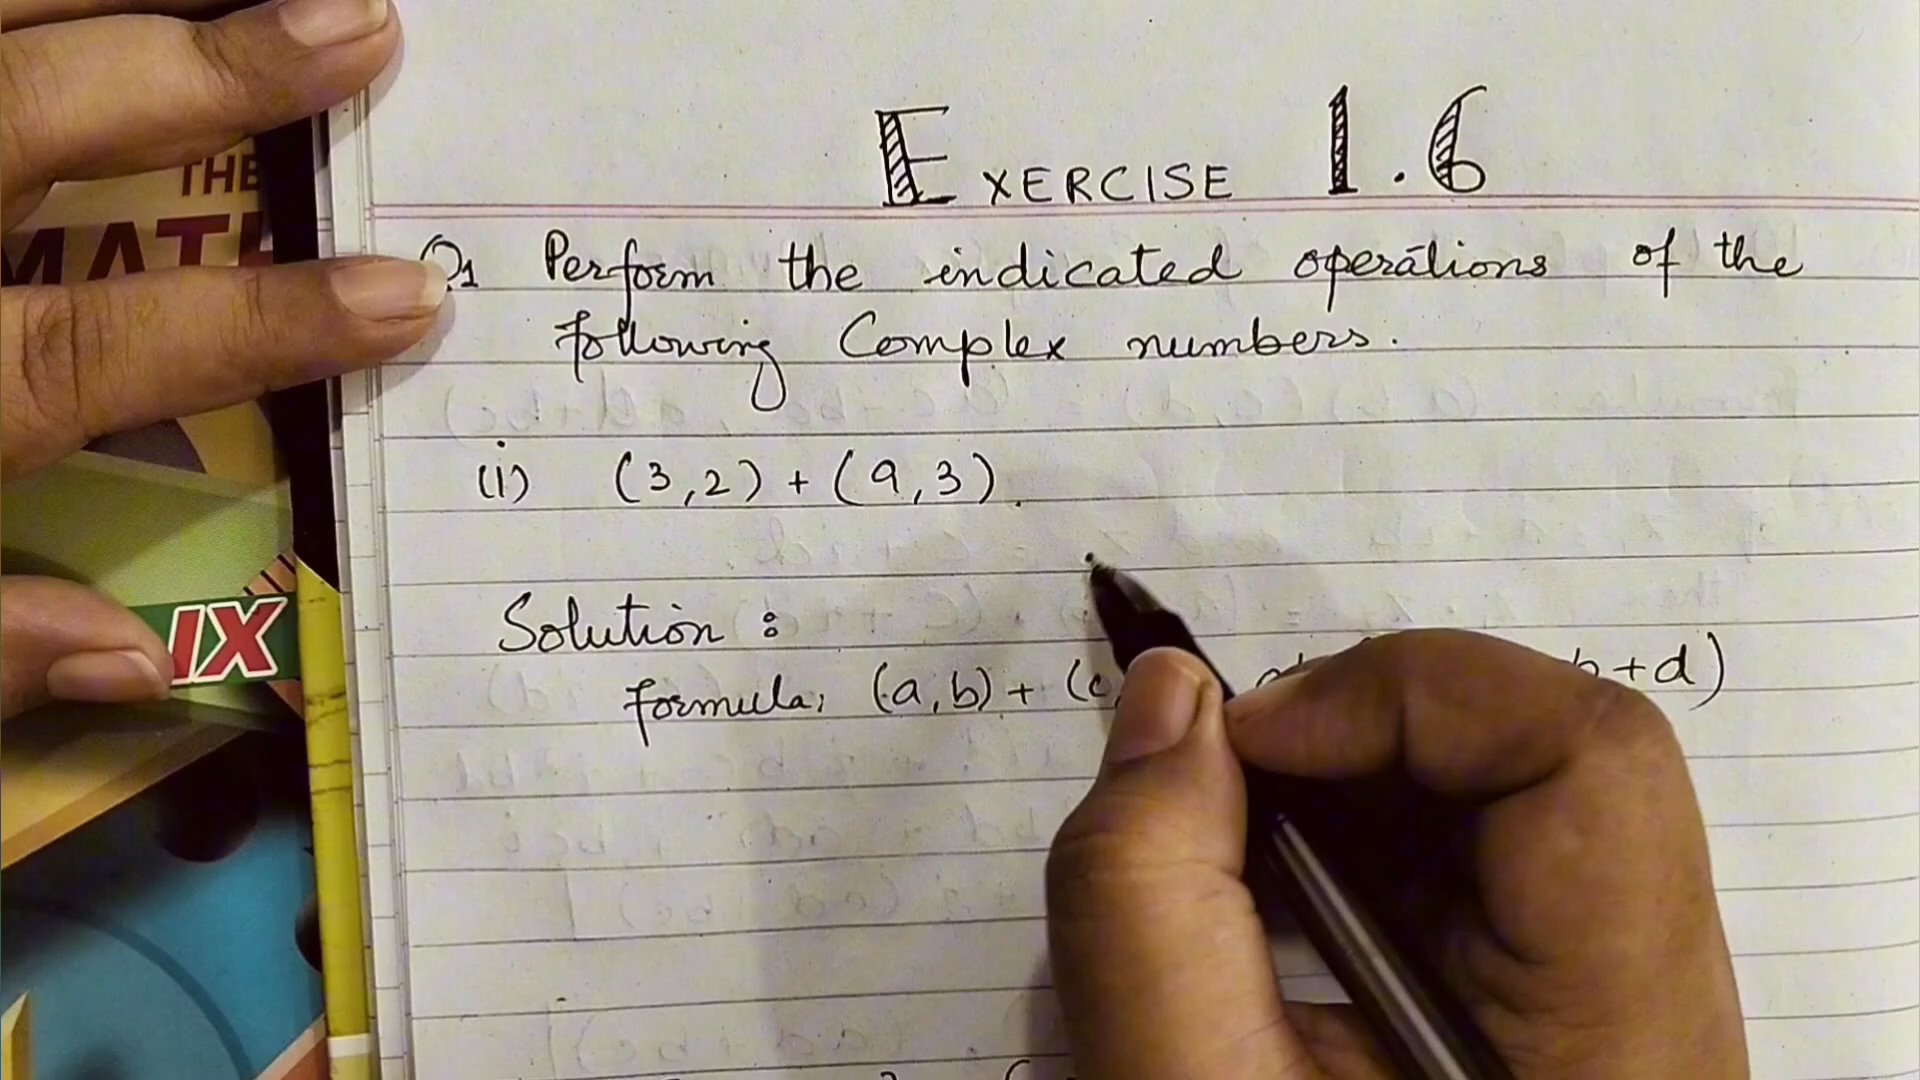 THE
MATH
IX
EXERCISE 1.6
Q1 Perform the indicated operations of the
following Complex numbers.
(i) (3,2) + (9,3).
Solution :
formula, (a,b) + (c, b+d)